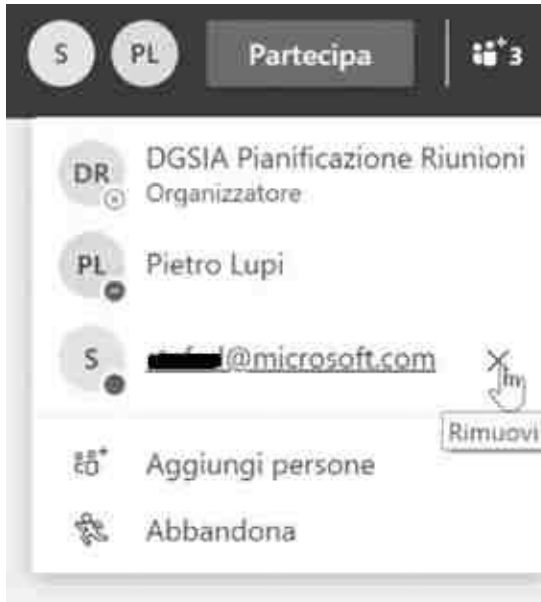 S PL Partecipa 3
DR DGSIA Pianificazione Riunioni
Organizzatore
PL Pietro Lupi
S @microsoft.com
Rimuovi
Aggiungi persone
Abbandona